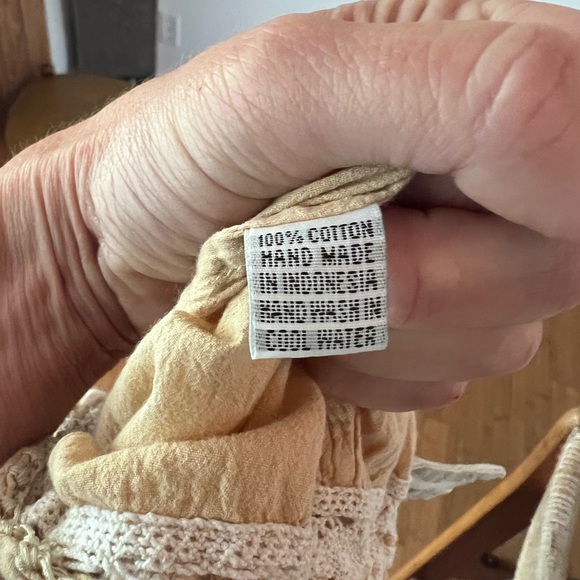 100% COTTON
HAND MADE
IN INDONESIA
HAND WASH IN
COOL WATER